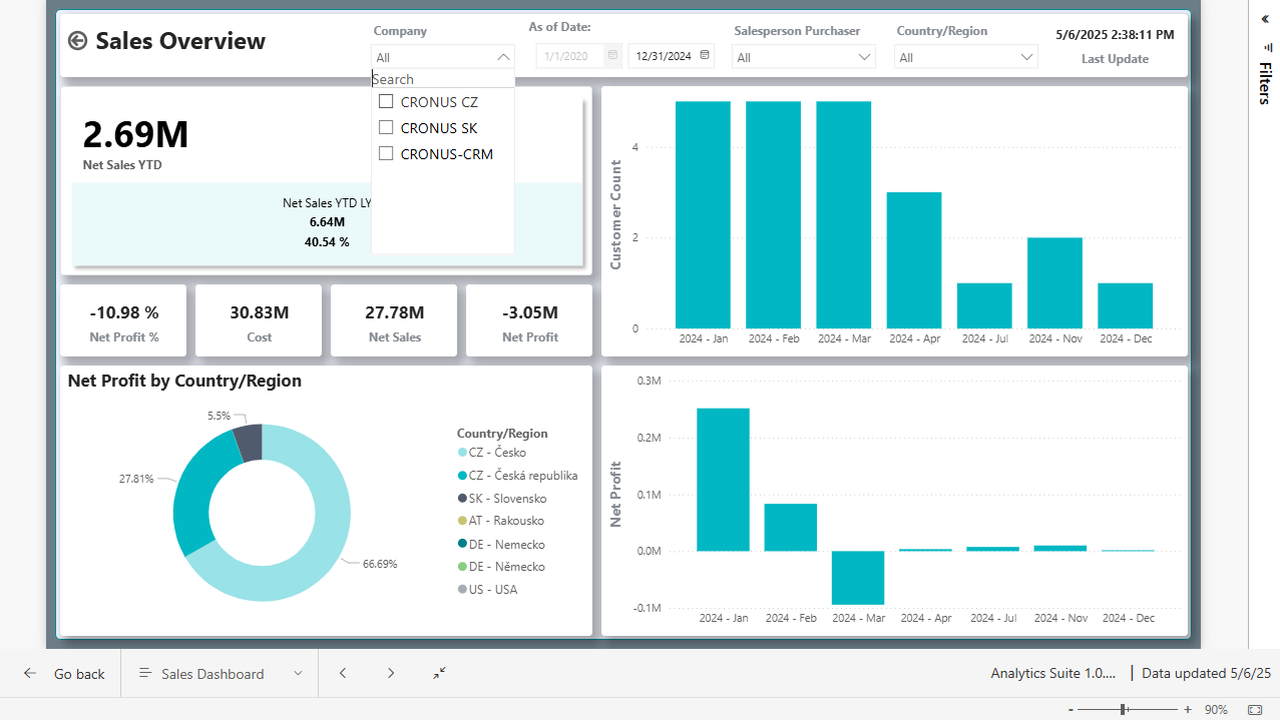 Sales Overview
Company
All
Search
CRONUS CZ
CRONUS SK
CRONUS-CRM
As of Date:
1/1/2020
12/31/2024
Salesperson Purchaser
All
Country/Region
All
5/6/2025 2:38:11 PM
Last Update
Filters
2.69M
Net Sales YTD
Net Sales YTD LY
6.64M
40.54 %
-10.98 %
Net Profit %
30.83M
Cost
27.78M
Net Sales
-3.05M
Net Profit
Customer Count
4
2
0
2024 - Jan
2024 - Feb
2024 - Mar
2024 - Apr
2024 - Jul
2024 - Nov
2024 - Dec
Net Profit by Country/Region
5.5%
27.81%
66.69%
Country/Region
CZ - Česko
CZ - Česká republika
SK - Slovensko
AT - Rakousko
DE - Nemecko
DE - Německo
US - USA
Net Profit
0.3M
0.2M
0.1M
0.0M
-0.1M
2024 - Jan
2024 - Feb
2024 - Mar
2024 - Apr
2024 - Jul
2024 - Nov
2024 - Dec
Go back
Sales Dashboard
Analytics Suite 1.0....
Data updated 5/6/25
- + 90%